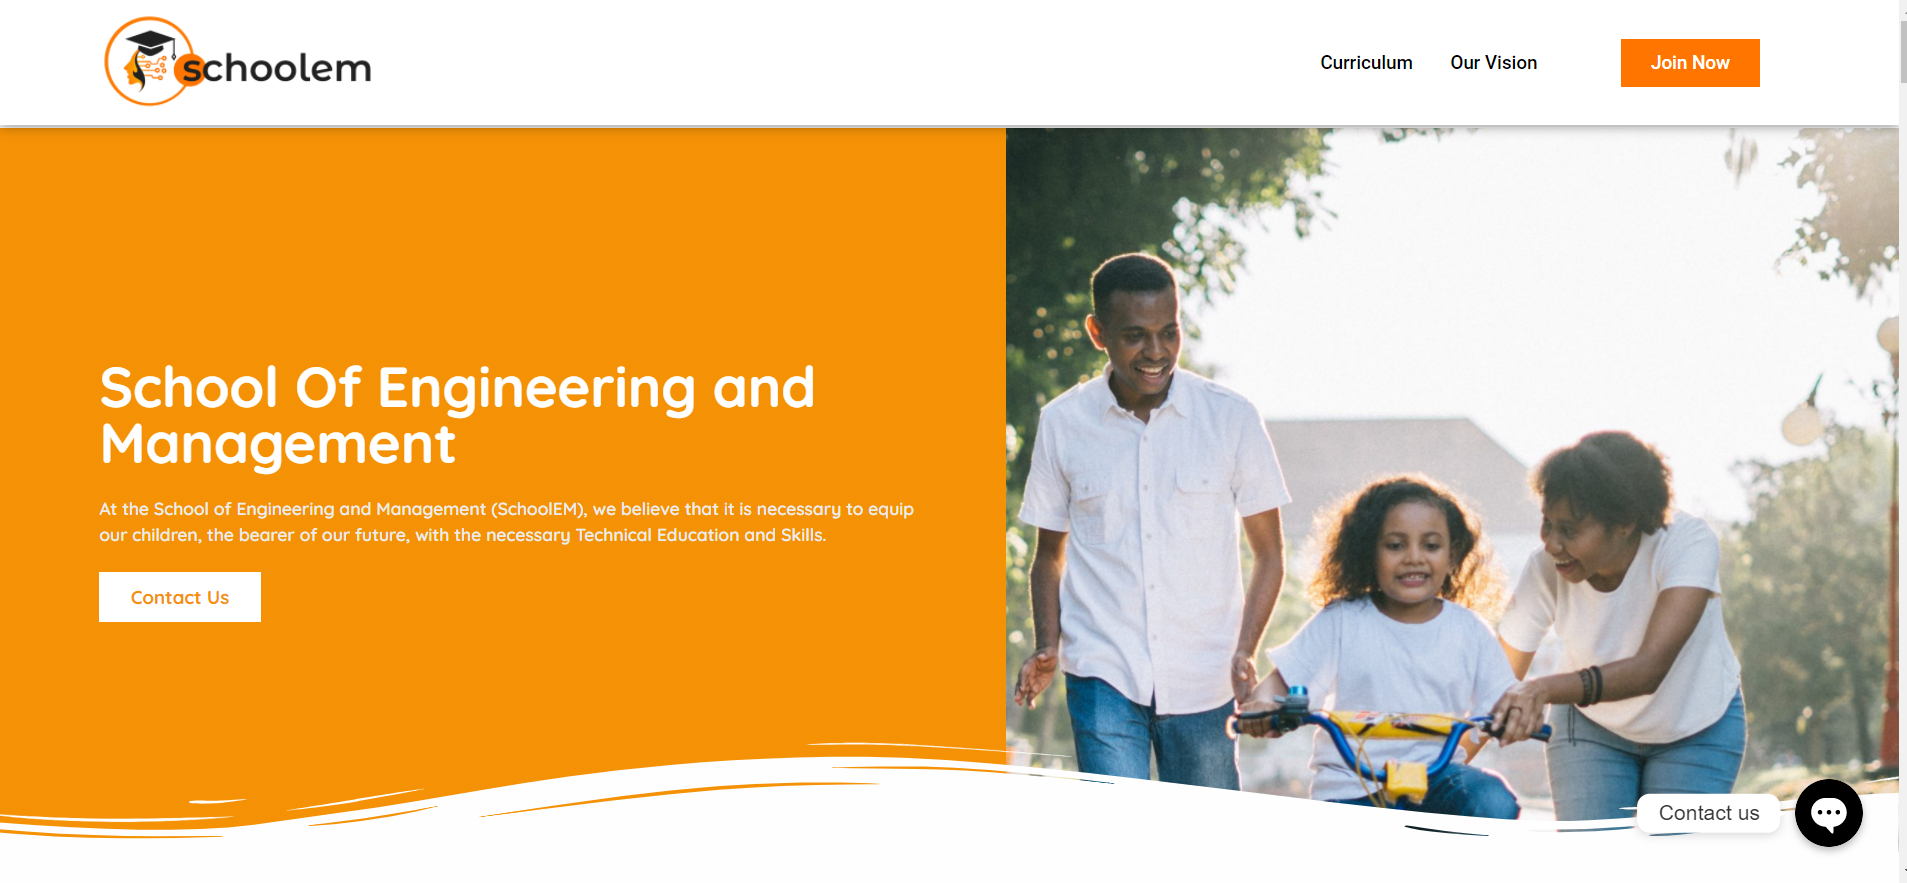 schoolem
Curriculum
Our Vision
Join Now
School Of Engineering and
Management
At the School of Engineering and Management (SchoolEM), we believe that it is necessary to equip
our children, the bearer of our future, with the necessary Technical Education and Skills.
Contact Us
Contact us